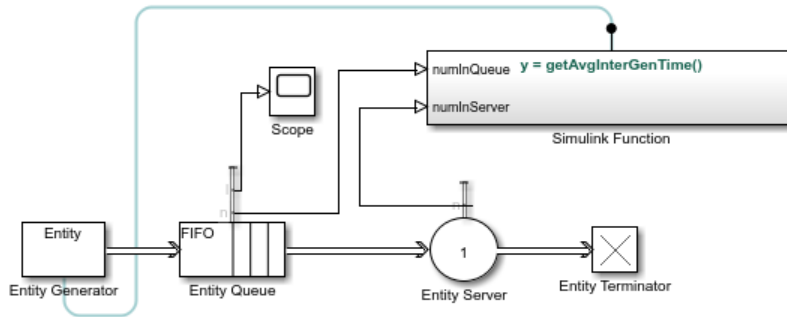 numInQueue
y = getAvgInterGenTime()
numInServer
Scope
Simulink Function
l
n
n
Entity
FIFO
1
Entity Generator
Entity Queue
Entity Server
Entity Terminator